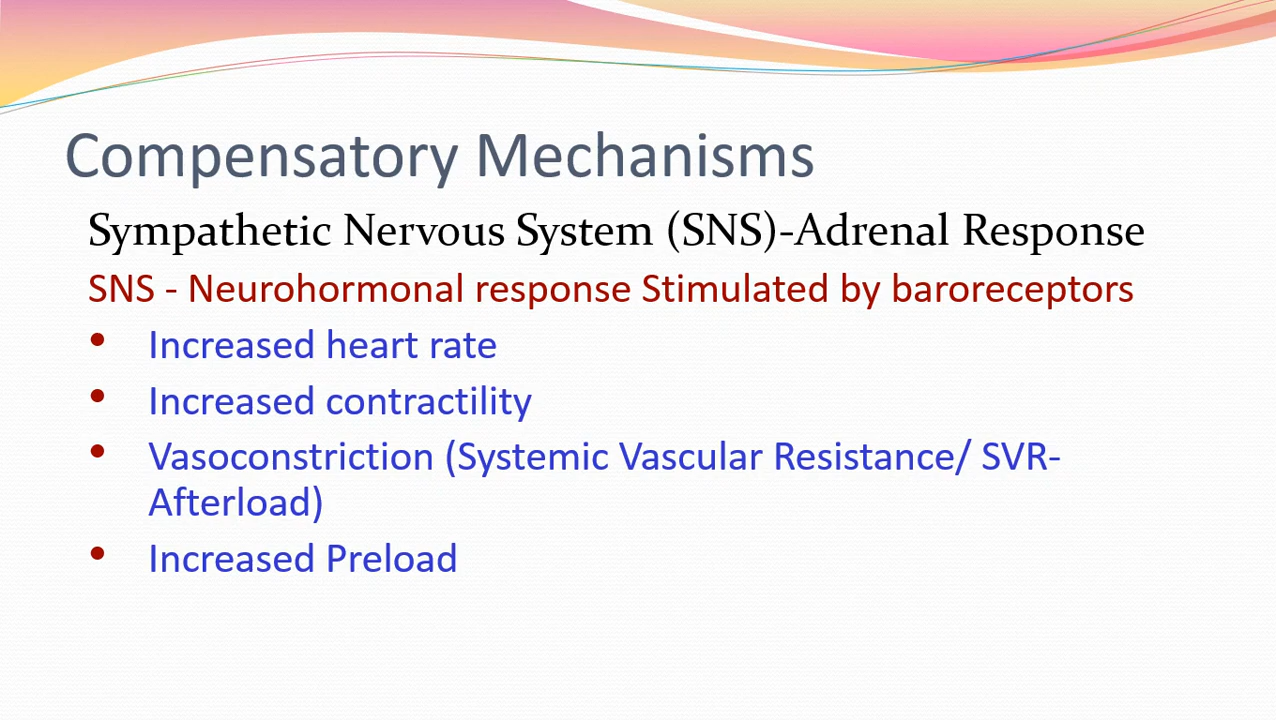 Compensatory Mechanisms
Sympathetic Nervous System (SNS)-Adrenal Response
SNS - Neurohormonal response Stimulated by baroreceptors
• Increased heart rate
• Increased contractility
• Vasoconstriction (Systemic Vascular Resistance/ SVR-
Afterload)
• Increased Preload